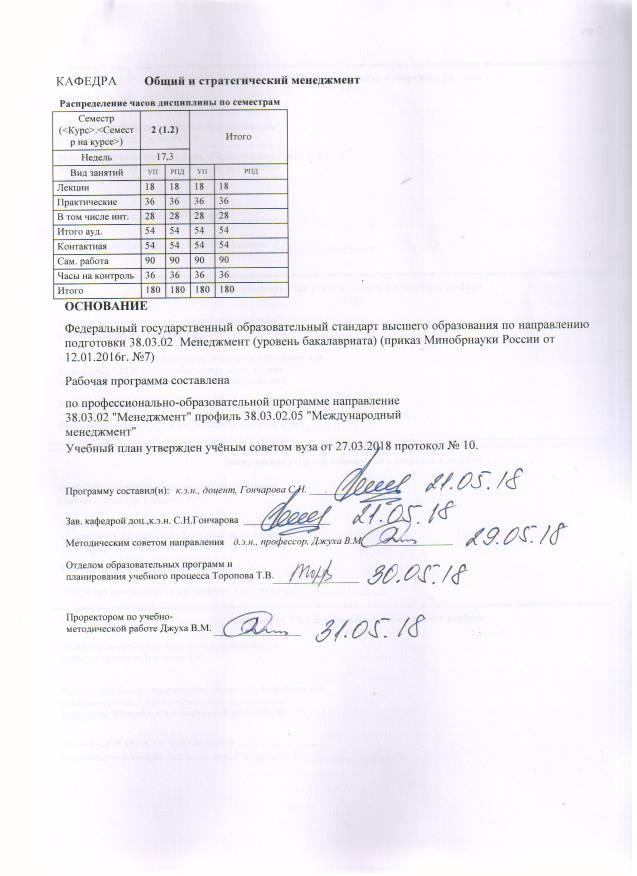 КАФЕДРА Общий и стратегический менеджмент
Распределение часов дисциплины по семестрам
Семестр
(<Курс>.<Семест
р на курсе>) 2 (1.2) Итого
Недель 17,3
Вид занятий УП РПД УП РПД
Лекции 18 18 18 18
Практические 36 36 36 36
В том числе инт. 28 28 28 28
Итого ауд. 54 54 54 54
Контактная 54 54 54 54
Сам. работа 90 90 90 90
Часы на контроль 36 36 36 36
Итого 180 180 180 180
ОСНОВАНИЕ
Федеральный государственный образовательный стандарт высшего образования по направлению
подготовки 38.03.02 Менеджмент (уровень бакалавриата) (приказ Минобрнауки России от
12.01.2016г. №7)
Рабочая программа составлена
по профессионально-образовательной программе направление
38.03.02 "Менеджмент" профиль 38.03.02.05 "Международный
менеджмент"
Учебный план утвержден учёным советом вуза от 27.03.2018 протокол № 10.
Программу составил(и): к.э.н., доцент, Гончарова С.Н. 21.05.18
Зав. кафедрой доц.,к.э.н. С.Н.Гончарова 21.05.18
Методическим советом направления д.э.н., профессор, Джуха В.М. 29.05.18
Отделом образовательных программ и
планирования учебного процесса Торопова Т.В. 30.05.18
Проректором по учебно-
методической работе Джуха В.М. 31.05.18